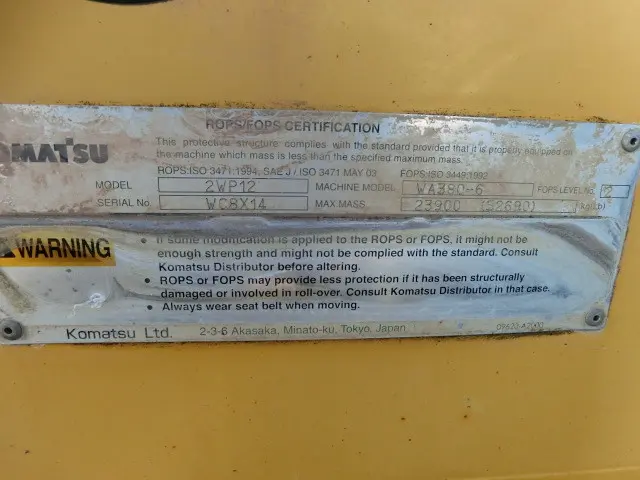 ROPS/FOPS CERTIFICATION
OMATSU
This protective structure complies with the standard provided that it is properly equipped on
the machine which mass is less than the specified maximum mass.
ROPS:ISO 3471:1994, SAE J / ISO 3471 MAY 03 FOPS:ISO 3449:1992
MODEL 2WP12 MACHINE MODEL WA380-6 FOPS LEVEL No. 2
SERIAL No. WC8X14 MAX MASS 23900 (52690) kg(Lb)
WARNING
• If some modification is applied to the ROPS or FOPS, it might not be
enough strength and might not be complied with the standard. Consult
Komatsu Distributor before altering.
• ROPS or FOPS may provide less protection if it has been structurally
damaged or involved in roll-over. Consult Komatsu Distributor in that case.
• Always wear seat belt when moving.
Komatsu Ltd. 2-3-6 Akasaka, Minato-ku, Tokyo, Japan